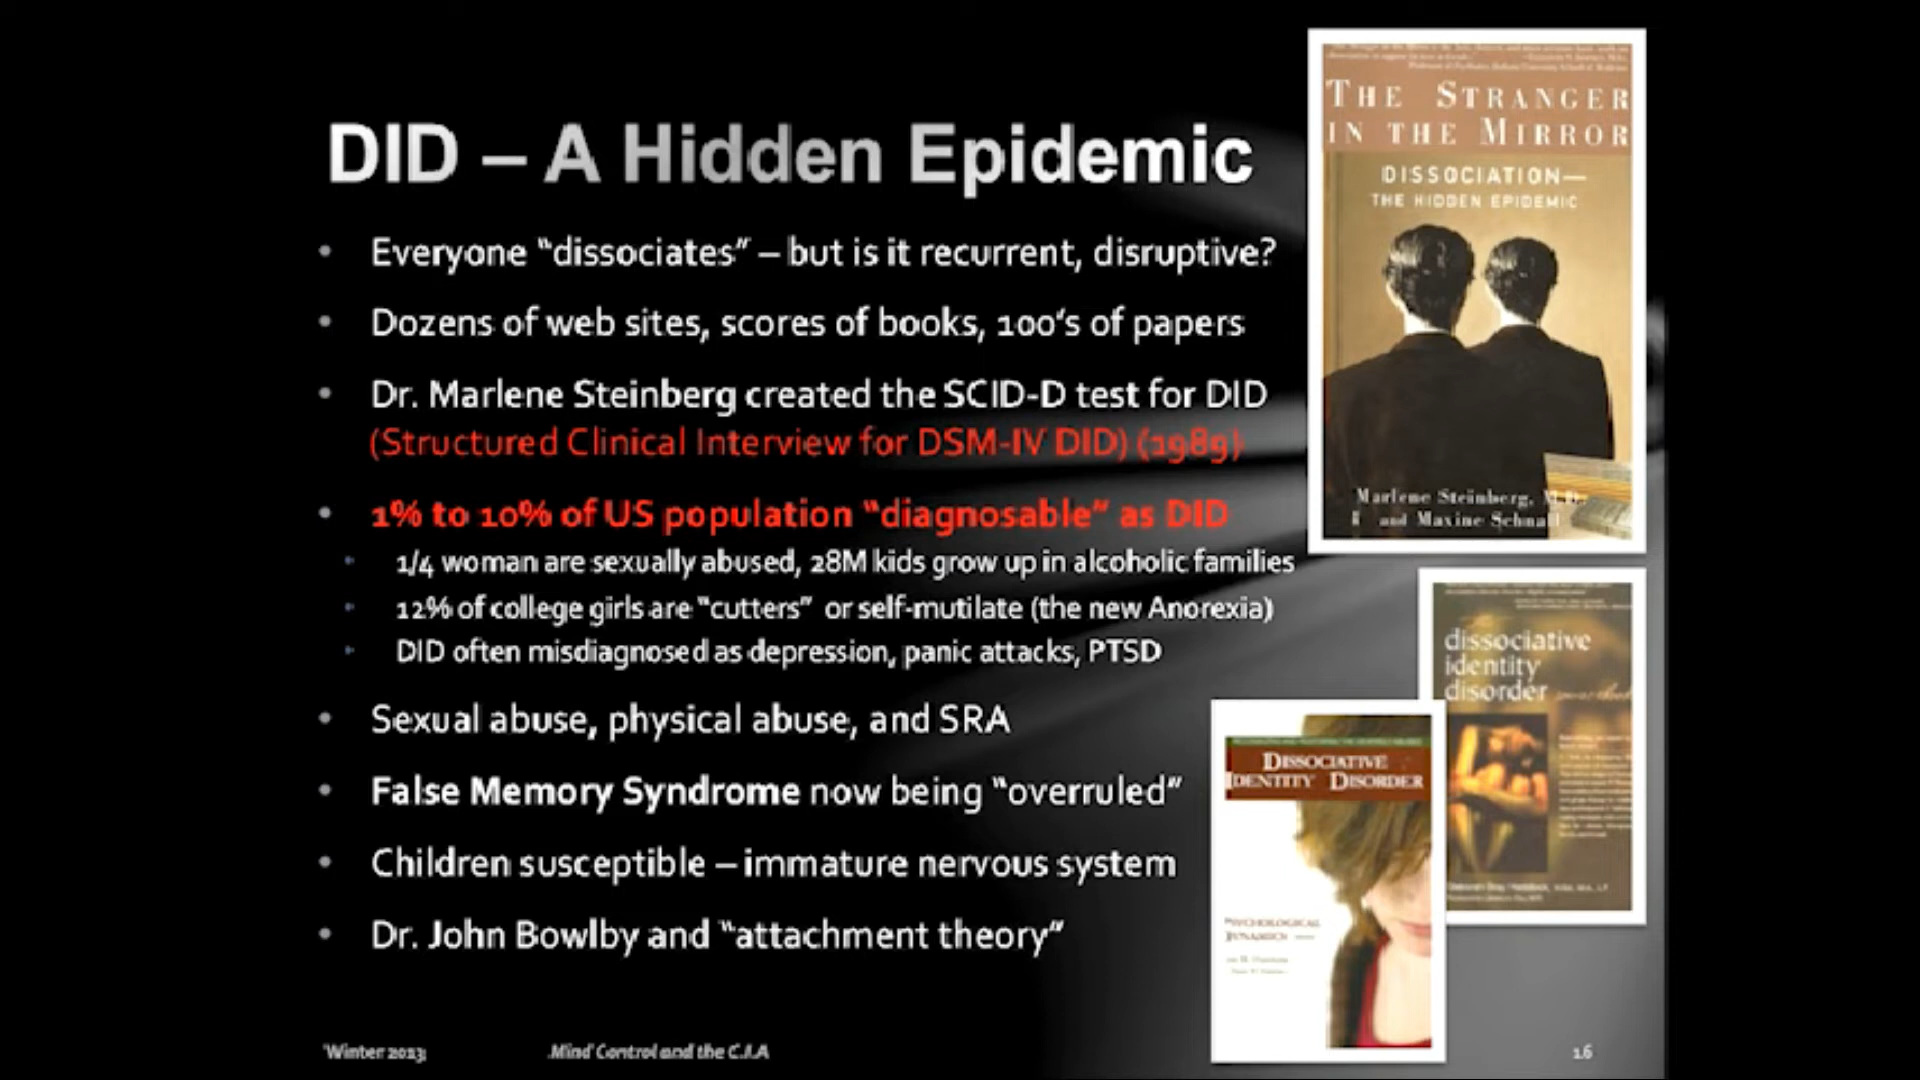 DID – A Hidden Epidemic
• Everyone “dissociates” – but is it recurrent, disruptive?
• Dozens of web sites, scores of books, 100’s of papers
• Dr. Marlene Steinberg created the SCID-D test for DID
(Structured Clinical Interview for DSM-IV DID) (1989)
• 1% to 10% of US population “diagnosable” as DID
• 1/4 woman are sexually abused, 28M kids grow up in alcoholic families
• 12% of college girls are “cutters” or self-mutilate (the new Anorexia)
• DID often misdiagnosed as depression, panic attacks, PTSD
• Sexual abuse, physical abuse, and SRA
• False Memory Syndrome now being “overruled”
• Children susceptible – immature nervous system
• Dr. John Bowlby and “attachment theory”
Winter 2013
Mind Control and the C.I.A
16
THE STRANGER
IN THE MIRROR
DISSOCIATION—
THE HIDDEN EPIDEMIC
Marlene Steinberg, M.D.
and Maxine Schnall
dissociative
identity
disorder
DISSOCIATIVE
IDENTITY DISORDER
PSYCHOLOGICAL